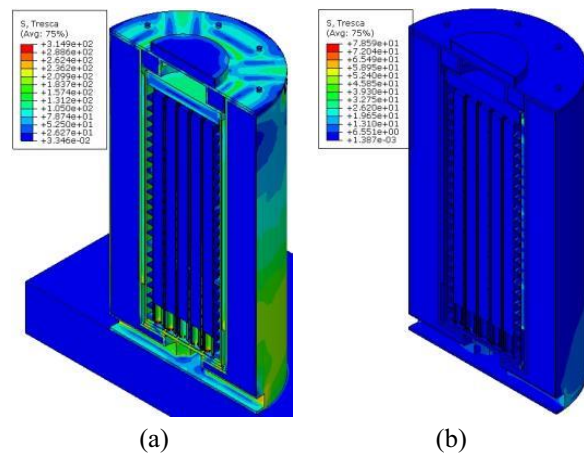 S, Tresca
(Avg: 75%)
+3.149e+02
+2.886e+02
+2.624e+02
+2.362e+02
+2.099e+02
+1.837e+02
+1.574e+02
+1.312e+02
+1.050e+02
+7.874e+01
+5.250e+01
+2.627e+01
+3.346e-02
S, Tresca
(Avg: 75%)
+7.859e+01
+7.204e+01
+6.549e+01
+5.895e+01
+5.240e+01
+4.585e+01
+3.930e+01
+3.275e+01
+2.620e+01
+1.965e+01
+1.310e+01
+6.551e+00
+1.387e-03
(a)
(b)